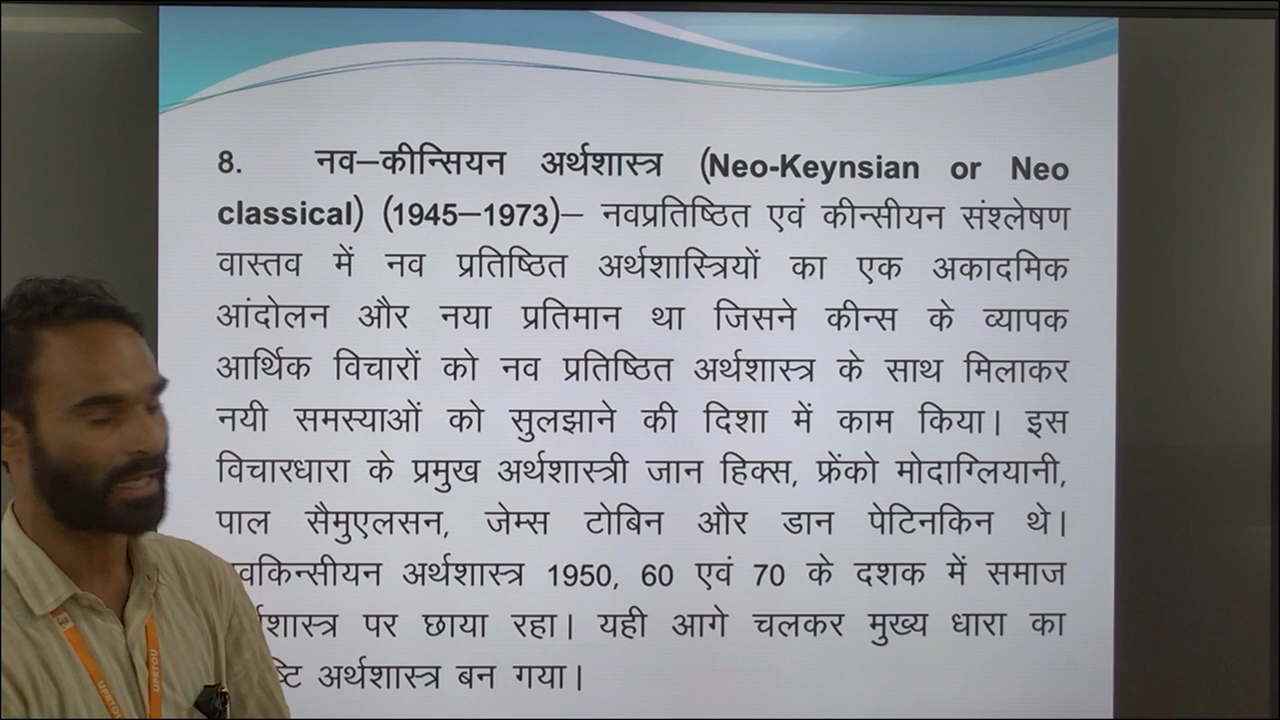 8. नव–कीन्सियन अर्थशास्त्र (Neo-Keynsian or Neo
classical) (1945–1973)– नवप्रतिष्ठित एवं कीन्सीयन संश्लेषण
वास्तव में नव प्रतिष्ठित अर्थशास्त्रियों का एक अकादमिक
आंदोलन और नया प्रतिमान था जिसने कीन्स के व्यापक
आर्थिक विचारों को नव प्रतिष्ठित अर्थशास्त्र के साथ मिलाकर
नयी समस्याओं को सुलझाने की दिशा में काम किया। इस
विचारधारा के प्रमुख अर्थशास्त्री जान हिक्स, फ्रेंको मोदाग्लियानी,
पाल सैमुएलसन, जेम्स टोबिन और डान पेटिनकिन थे।
अर्थशास्त्र 1950, 60 एवं 70 के दशक में समाज
पर छाया रहा। यही आगे चलकर मुख्य धारा का
अर्थशास्त्र बन गया।
UPRTOU
UPRTOU